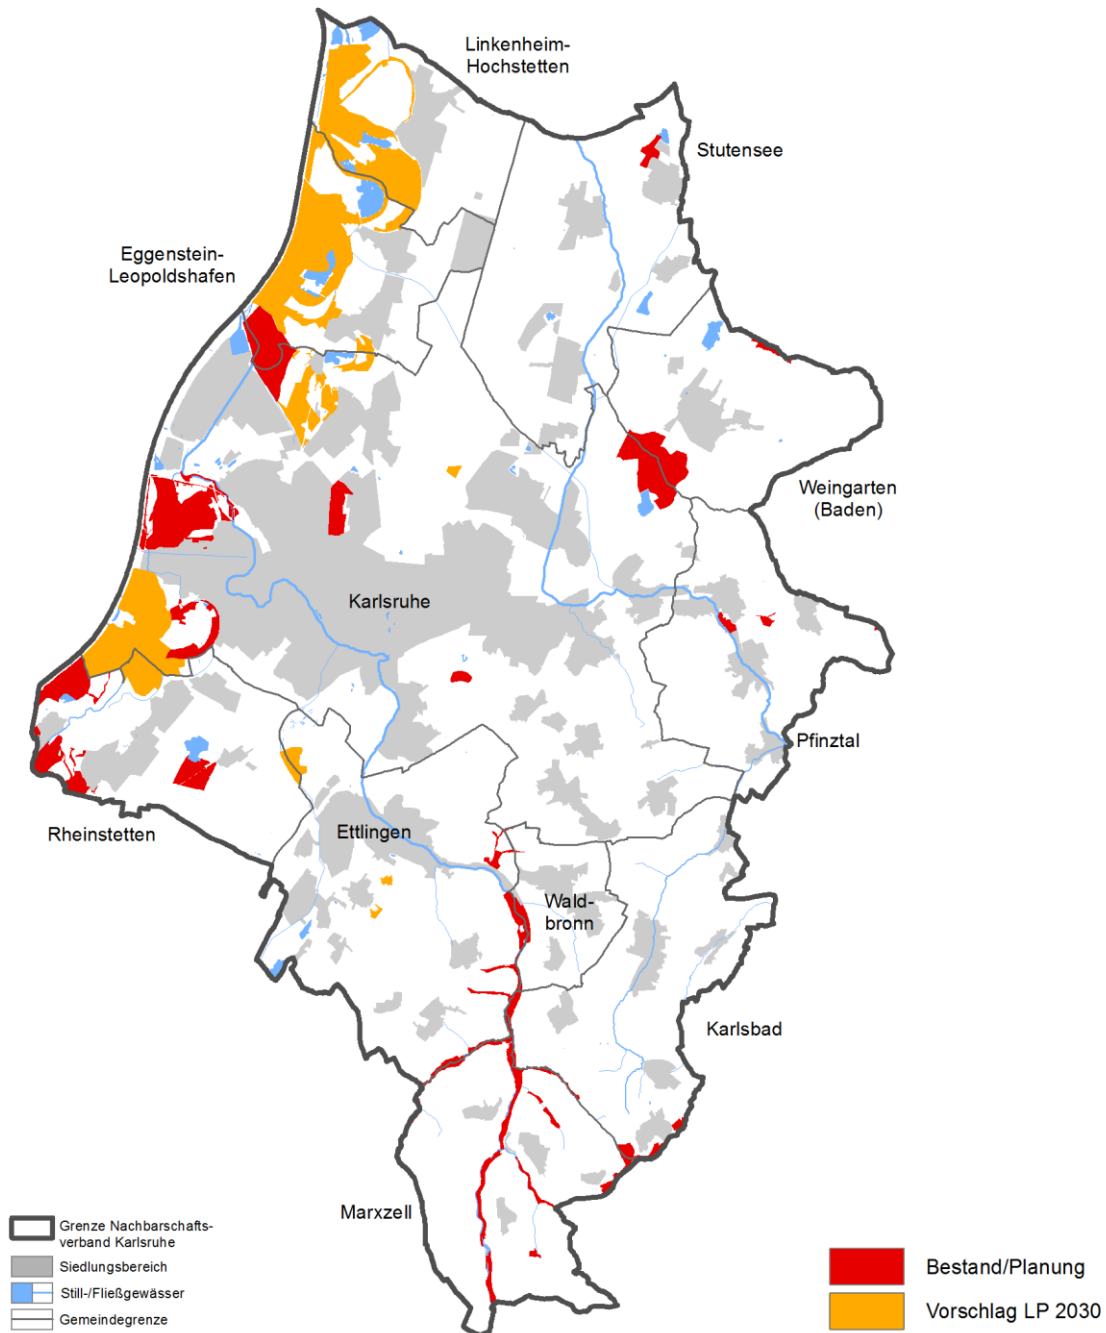 Linkenheim-
Hochstetten
Stutensee
Eggenstein-
Leopoldshafen
Weingarten
(Baden)
Karlsruhe
Pfinztal
Rheinstetten
Ettlingen
Wald-
bronn
Karlsbad
Marxzell
Grenze Nachbarschafts-
verband Karlsruhe
Siedlungsbereich
Still-/Fließgewässer
Gemeindegrenze
Bestand/Planung
Vorschlag LP 2030